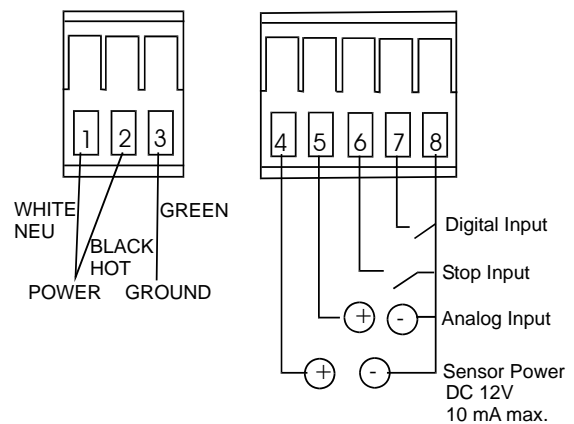 1 2 3
4 5 6 7 8
WHITE
NEU
GREEN
BLACK
HOT
POWER
GROUND
Digital Input
Stop Input
+ - Analog Input
+ - Sensor Power
DC 12V
10 mA max.